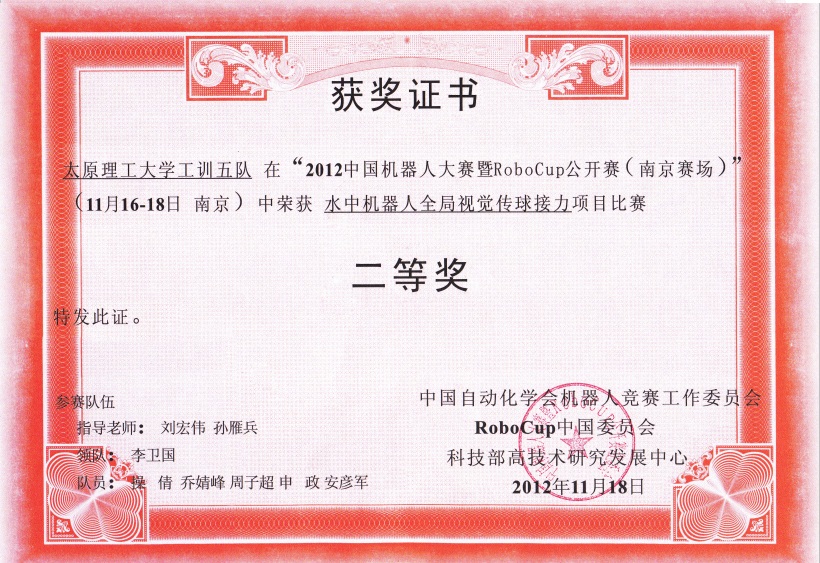 获奖证书
太原理工大学工训五队 在“2012中国机器人大赛暨RoboCup公开赛（南京赛场）”
（11月16-18日 南京）中荣获 水中机器人全局视觉传球接力项目比赛
二等奖
特发此证。
参赛队伍
指导老师：刘宏伟 孙雁兵
领队：李卫国
队员：操 倩 乔婧峰 周子超 申 政 安彦军
中国自动化学会机器人竞赛工作委员会
RoboCup中国委员会
科技部高技术研究发展中心
2012年11月18日